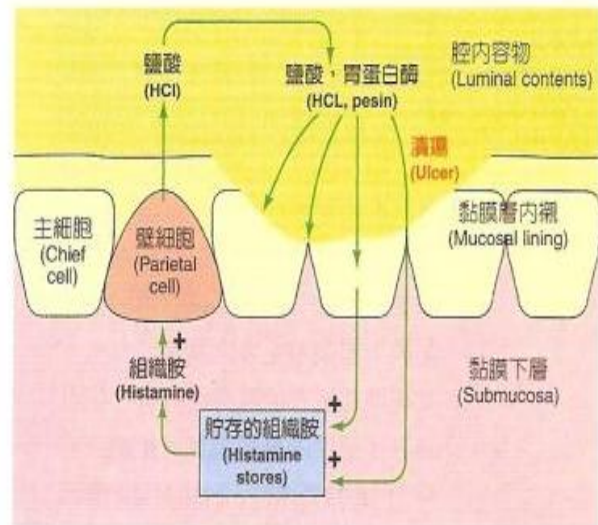 鹽酸
(HCl)
鹽酸，胃蛋白酶
(HCL, pesin)
腔內容物
(Luminal contents)
潰瘍
(Ulcer)
主細胞
(Chief
cell)
壁細胞
(Parietal
cell)
黏膜層內襯
(Mucosal lining)
+
組織胺
(Histamine)
黏膜下層
(Submucosa)
+
貯存的組織胺
(Histamine
stores)
+